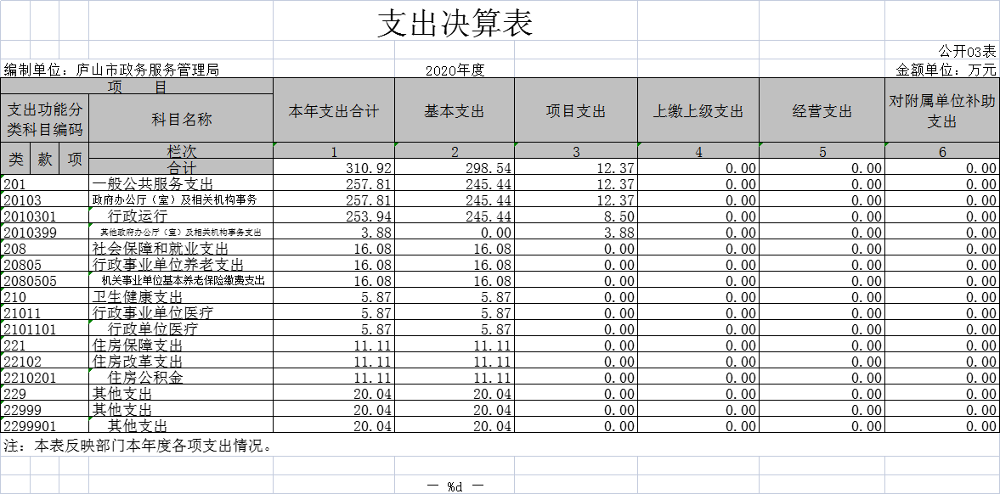 支出决算表
公开03表
编制单位：庐山市政务服务管理局 2020年度 金额单位：万元
项 目 本年支出合计 基本支出 项目支出 上缴上级支出 经营支出 对附属单位补助支出
支出功能分类科目编码 科目名称
类 款 项 栏次 1 2 3 4 5 6
合计 310.92 298.54 12.37 0.00 0.00 0.00
201 一般公共服务支出 257.81 245.44 12.37 0.00 0.00 0.00
20103 政府办公厅（室）及相关机构事务 257.81 245.44 12.37 0.00 0.00 0.00
2010301 行政运行 253.94 245.44 8.50 0.00 0.00 0.00
2010399 其他政府办公厅（室）及相关机构事务支出 3.88 0.00 3.88 0.00 0.00 0.00
208 社会保障和就业支出 16.08 16.08 0.00 0.00 0.00 0.00
20805 行政事业单位养老支出 16.08 16.08 0.00 0.00 0.00 0.00
2080505 机关事业单位基本养老保险缴费支出 16.08 16.08 0.00 0.00 0.00 0.00
210 卫生健康支出 5.87 5.87 0.00 0.00 0.00 0.00
21011 行政事业单位医疗 5.87 5.87 0.00 0.00 0.00 0.00
2101101 行政单位医疗 5.87 5.87 0.00 0.00 0.00 0.00
221 住房保障支出 11.11 11.11 0.00 0.00 0.00 0.00
22102 住房改革支出 11.11 11.11 0.00 0.00 0.00 0.00
2210201 住房公积金 11.11 11.11 0.00 0.00 0.00 0.00
229 其他支出 20.04 20.04 0.00 0.00 0.00 0.00
22999 其他支出 20.04 20.04 0.00 0.00 0.00 0.00
2299901 其他支出 20.04 20.04 0.00 0.00 0.00 0.00
注：本表反映部门本年度各项支出情况。
— %d —